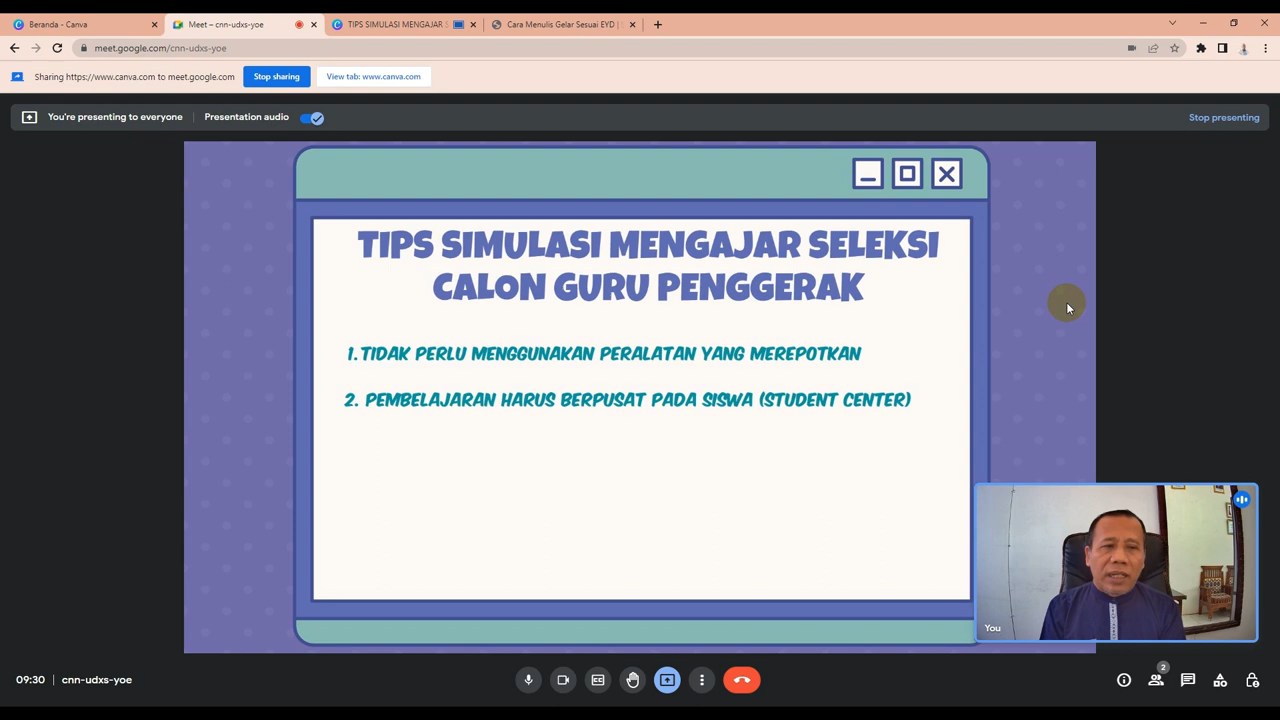 Beranda - Canva
Meet – cnn-udxs-yoe
TIPS SIMULASI MENGAJAR S
Cara Menulis Gelar Sesuai EYD |
meet.google.com/cnn-udxs-yoe
Sharing https://www.canva.com to meet.google.com
Stop sharing
View tab: www.canva.com
You're presenting to everyone
Presentation audio
Stop presenting
TIPS SIMULASI MENGAJAR SELEKSI
CALON GURU PENGGERAK
1. TIDAK PERLU MENGGUNAKAN PERALATAN YANG MEREPOTKAN
2. PEMBELAJARAN HARUS BERPUSAT PADA SISWA (STUDENT CENTER)
You
09:30 | cnn-udxs-yoe
2